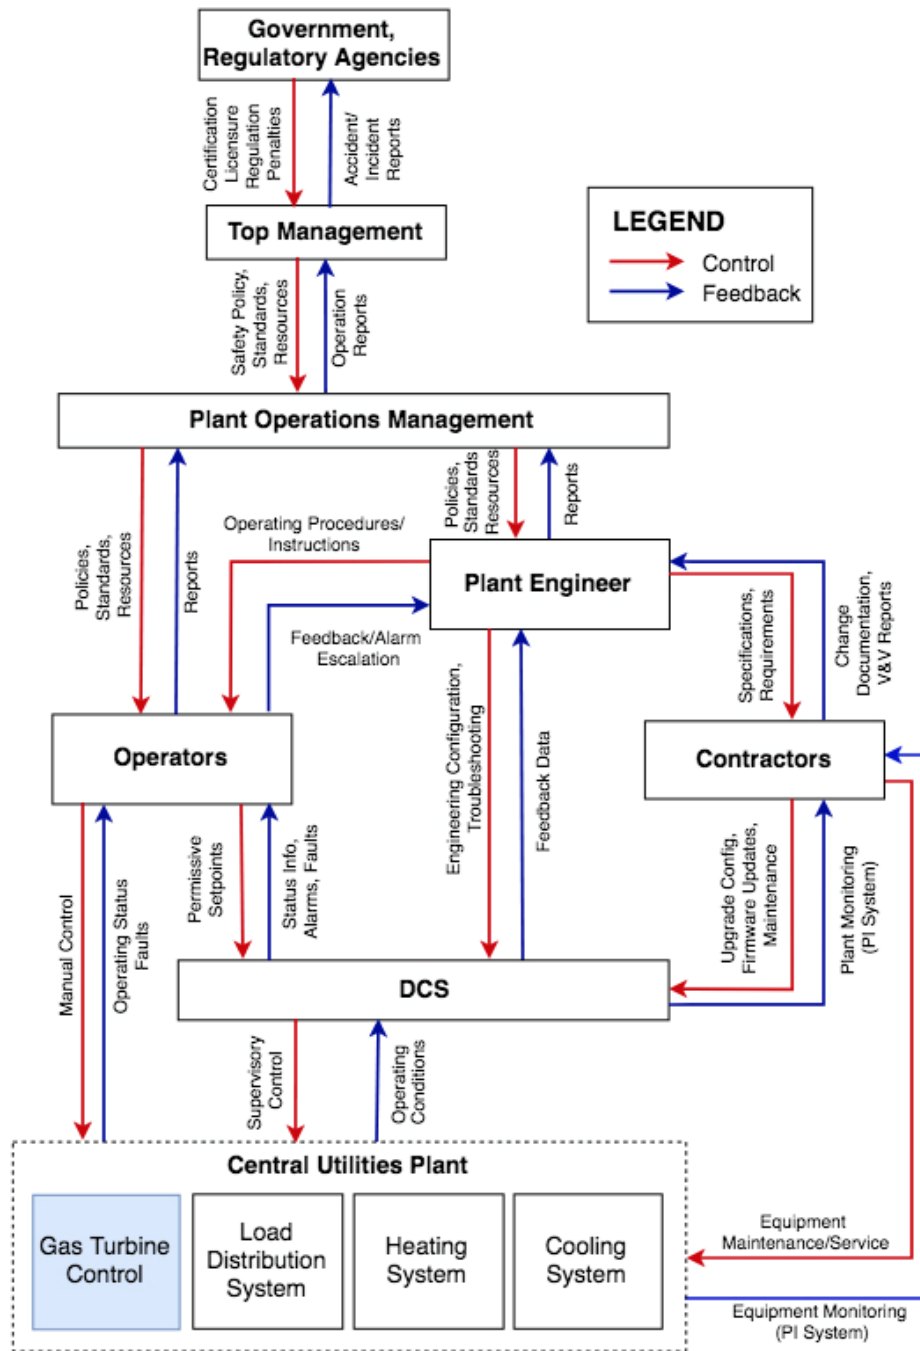 Government,
Regulatory Agencies
Certification
Licensure
Regulation
Penalties
Accident/
Incident
Reports
LEGEND
Control
Feedback
Top Management
Safety Policy,
Standards,
Resources
Operation
Reports
Plant Operations Management
Policies,
Standards,
Resources
Reports
Policies,
Standards
Resources
Reports
Operating Procedures/
Instructions
Plant Engineer
Feedback/Alarm
Escalation
Specifications,
Requirements
Change
Documentation,
V&V Reports
Operators
Engineering Configuration,
Troubleshooting
Feedback Data
Contractors
Manual Control
Operating Status
Faults
Permissive
Setpoints
Status Info,
Alarms, Faults
Upgrade Config,
Firmware Updates,
Maintenance
Plant Monitoring
(PI System)
DCS
Supervisory
Control
Operating
Conditions
Central Utilities Plant
Gas Turbine
Control
Load
Distribution
System
Heating
System
Cooling
System
Equipment
Maintenance/Service
Equipment Monitoring
(PI System)